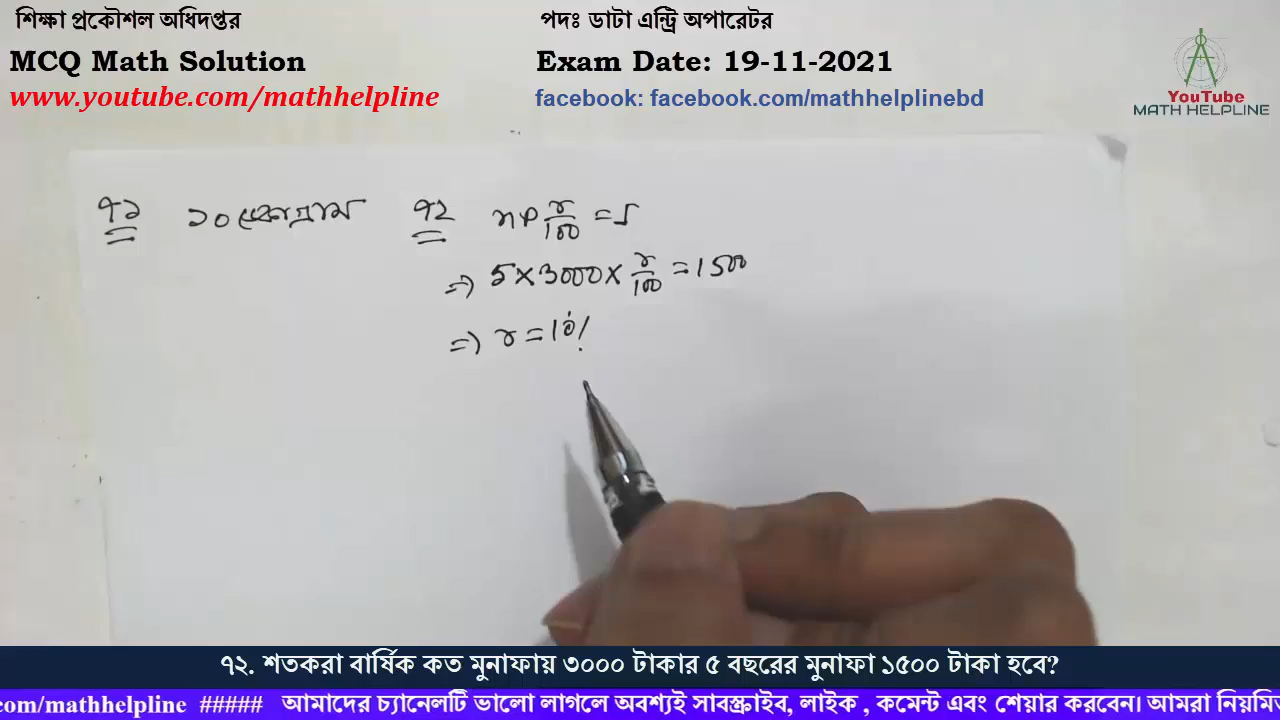 শিক্ষা প্রকৌশল অধিদপ্তর
পদঃ ডাটা এন্ট্রি অপারেটর
MCQ Math Solution
Exam Date: 19-11-2021
www.youtube.com/mathhelpline
facebook: facebook.com/mathhelplinebd
YouTube
MATH HELPLINE
৭১ ১০ কেগ্রাম
৭২ np r/100 = I
=> 5×3000× r/100 = 1500
=> r = 10%
৭২. শতকরা বার্ষিক কত মুনাফায় ৩০০০ টাকার ৫ বছরের মুনাফা ১৫০০ টাকা হবে?
com/mathhelpline ##### আমাদের চ্যানেলটি ভালো লাগলে অবশ্যই সাবস্ক্রাইব, লাইক , কমেন্ট এবং শেয়ার করবেন। আমরা নিয়মি